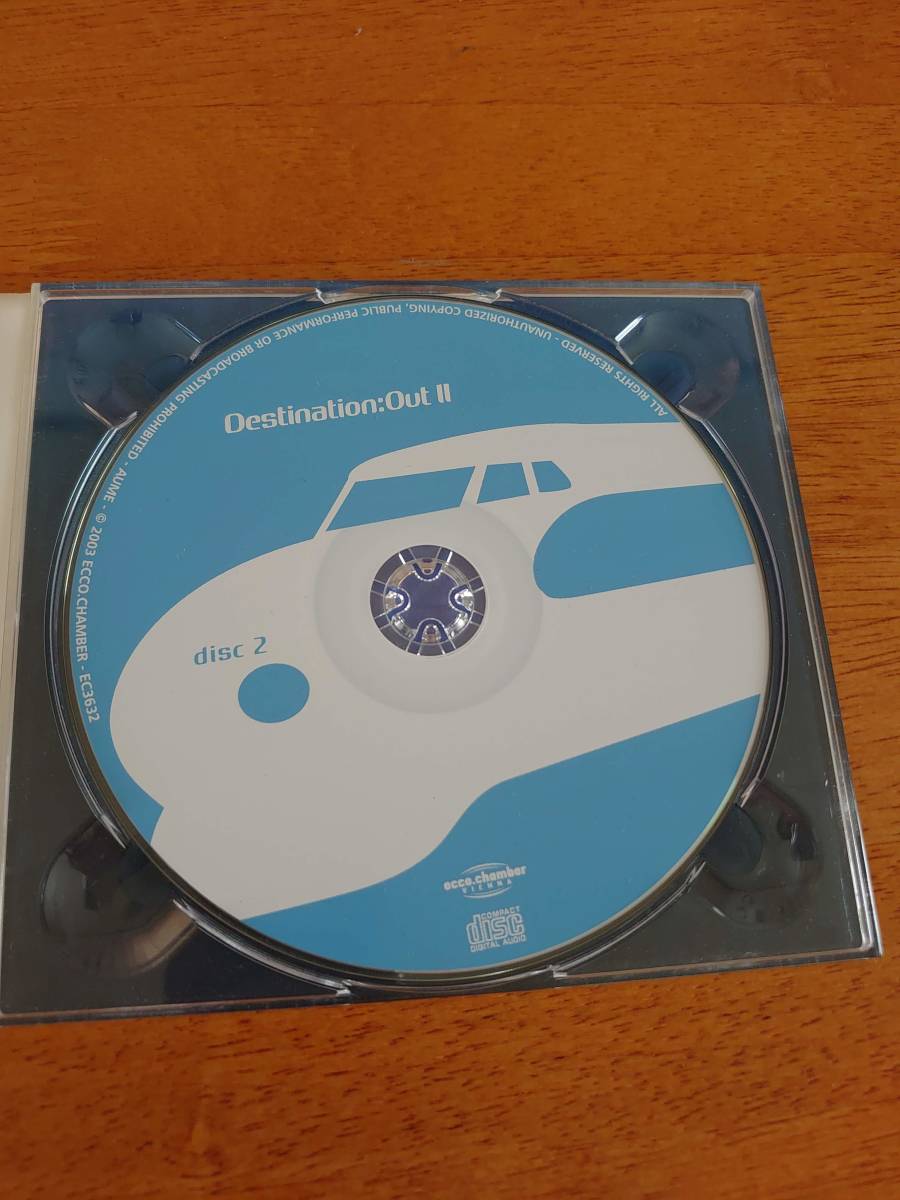 ALL RIGHTS RESERVED - UNAUTHORIZED COPYING, PUBLIC PERFORMANCE OR BROADCASTING PROHIBITED - AUME - © 2003 ECCO.CHAMBER - EC3632
Destination:Out II
disc 2
ecco.chamber
VIENNA
COMPACT
disc
DIGITAL AUDIO